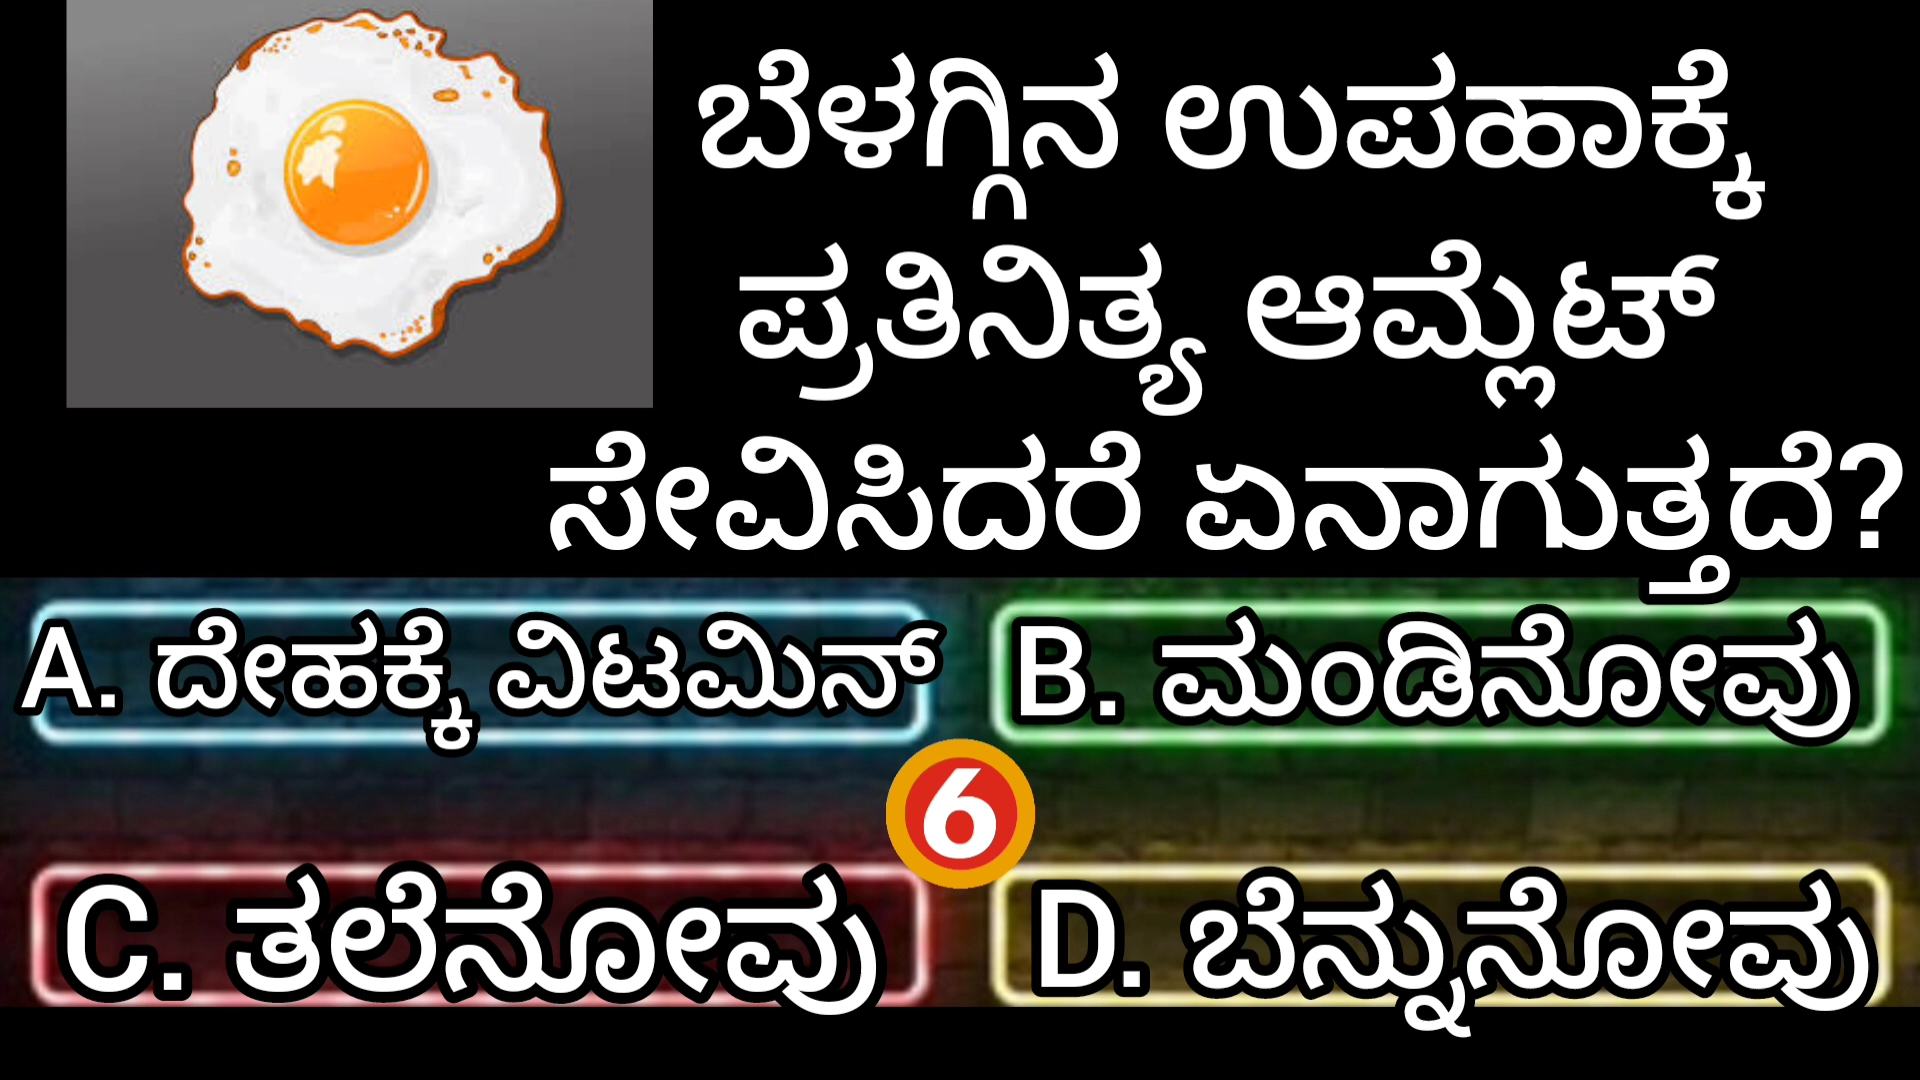 ಬೆಳಗ್ಗಿನ ಉಪಹಾಕ್ಕೆ
ಪ್ರತಿನಿತ್ಯ ಆಮ್ಲೆಟ್
ಸೇವಿಸಿದರೆ ಏನಾಗುತ್ತದೆ?
A. ದೇಹಕ್ಕೆ ವಿಟಮಿನ್
B. ಮಂಡಿನೋವು
6
C. ತಲೆನೋವು
D. ಬೆನ್ನುನೋವು